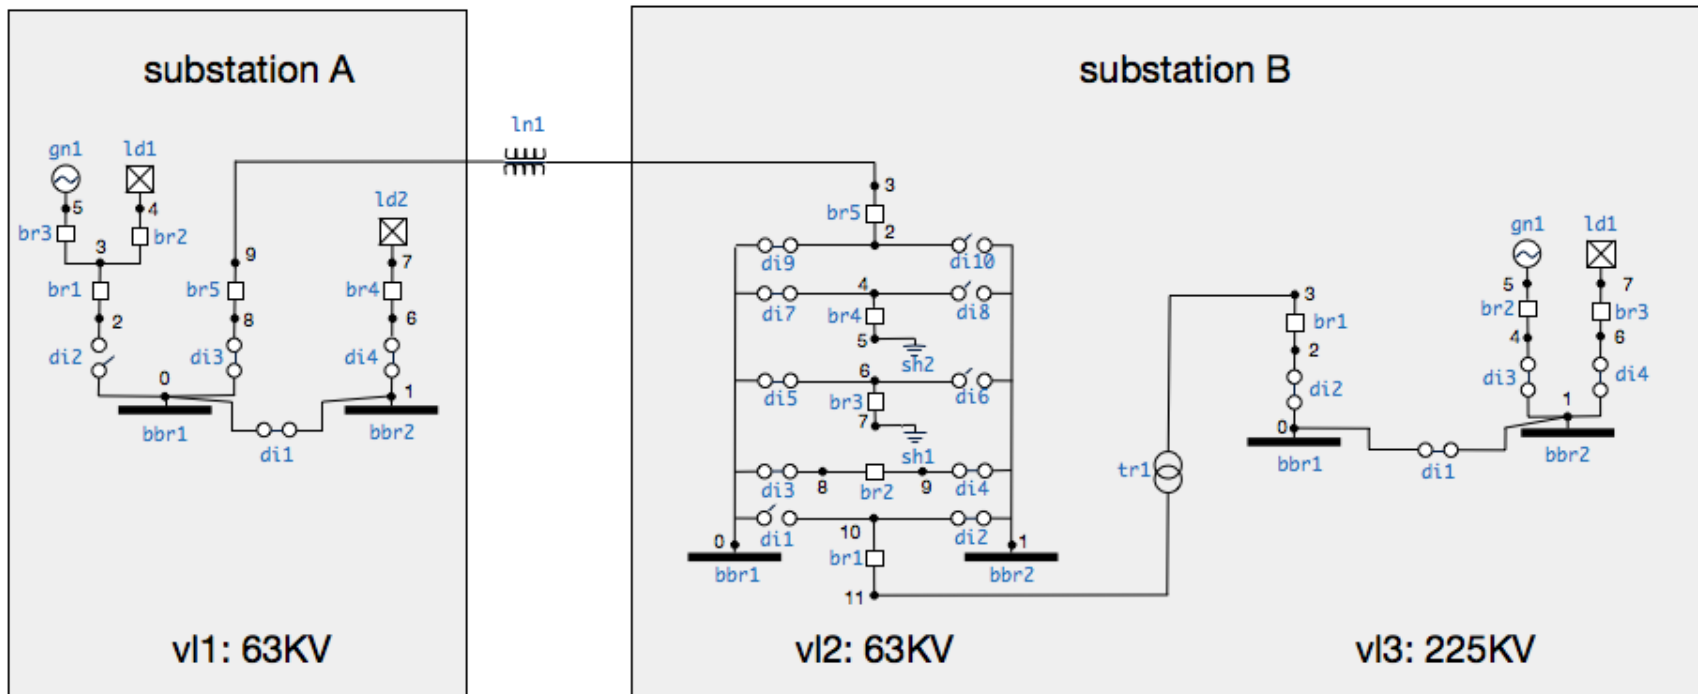 substation A
substation B
ln1
gn1
ld1
5
4
br3
br2
3
br1
2
di2
0
bbr1
9
br5
8
di3
di1
ld2
7
br4
6
di4
1
bbr2
vl1: 63KV
3
br5
2
di9
di10
4
di7
di8
br4
5
sh2
6
di5
di6
br3
7
sh1
di3
8
br2
9
di4
10
di1
di2
0
1
br1
bbr1
bbr2
11
vl2: 63KV
tr1
3
br1
2
di2
0
bbr1
di1
gn1
ld1
5
7
br2
br3
4
6
di3
di4
1
bbr2
vl3: 225KV